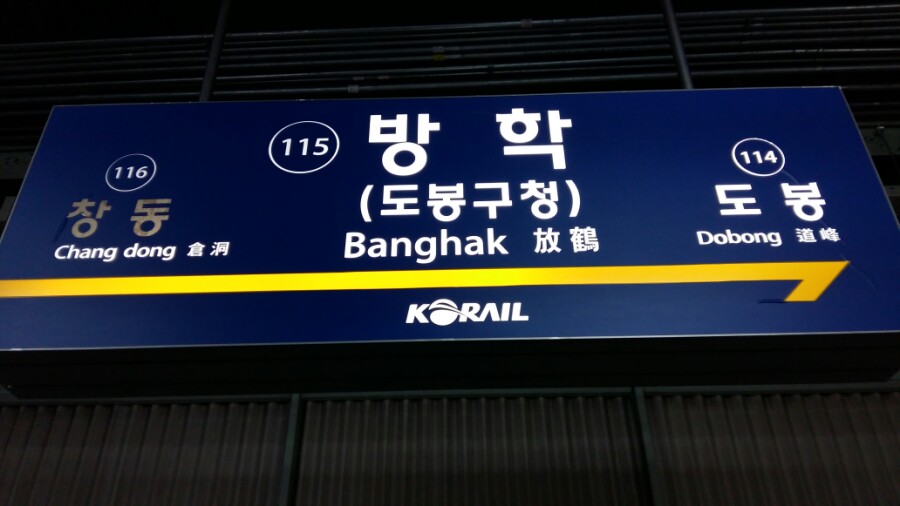 116
창동
Chang dong 倉洞
115 방학
(도봉구청)
Banghak 放鶴
114
도봉
Dobong 道峰
KORAIL